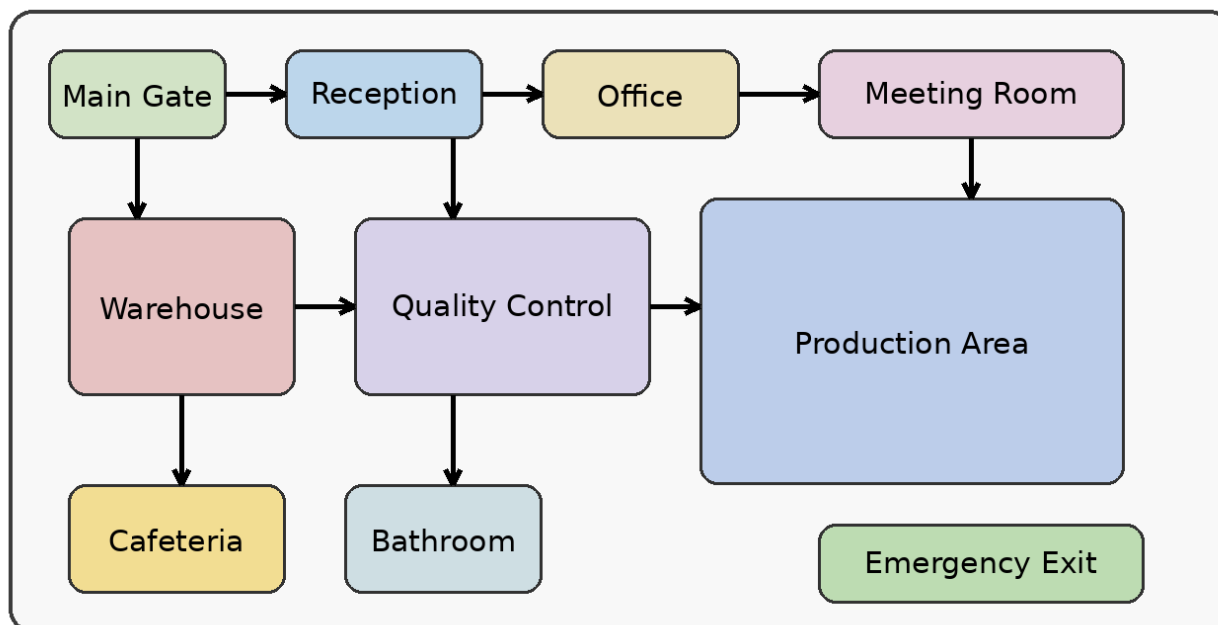 Main Gate
Reception
Office
Meeting Room
Warehouse
Quality Control
Production Area
Cafeteria
Bathroom
Emergency Exit